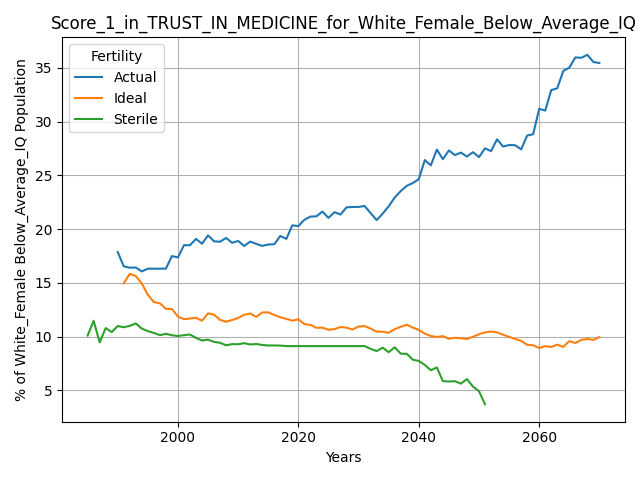 Score_1_in_TRUST_IN_MEDICINE_for_White_Female_Below_Average_IQ
% of White_Female Below_Average_IQ Population
Fertility
Actual
Ideal
Sterile
35
30
25
20
15
10
5
2000 2020 2040 2060
Years